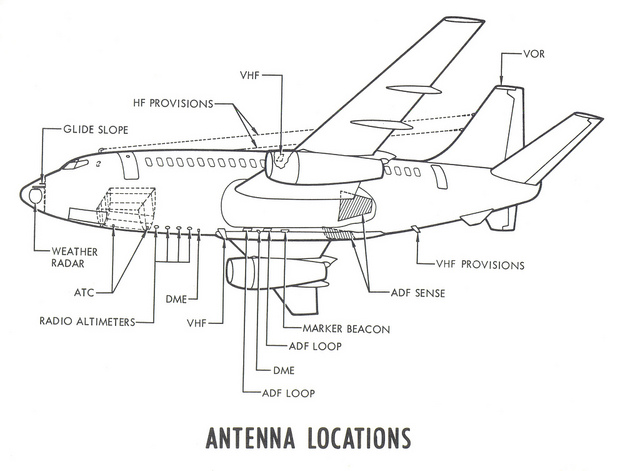 VOR
VHF
HF PROVISIONS
GLIDE SLOPE
WEATHER
RADAR
VHF PROVISIONS
ATC
DME
ADF SENSE
RADIO ALTIMETERS
VHF
MARKER BEACON
ADF LOOP
DME
ADF LOOP
ANTENNA LOCATIONS